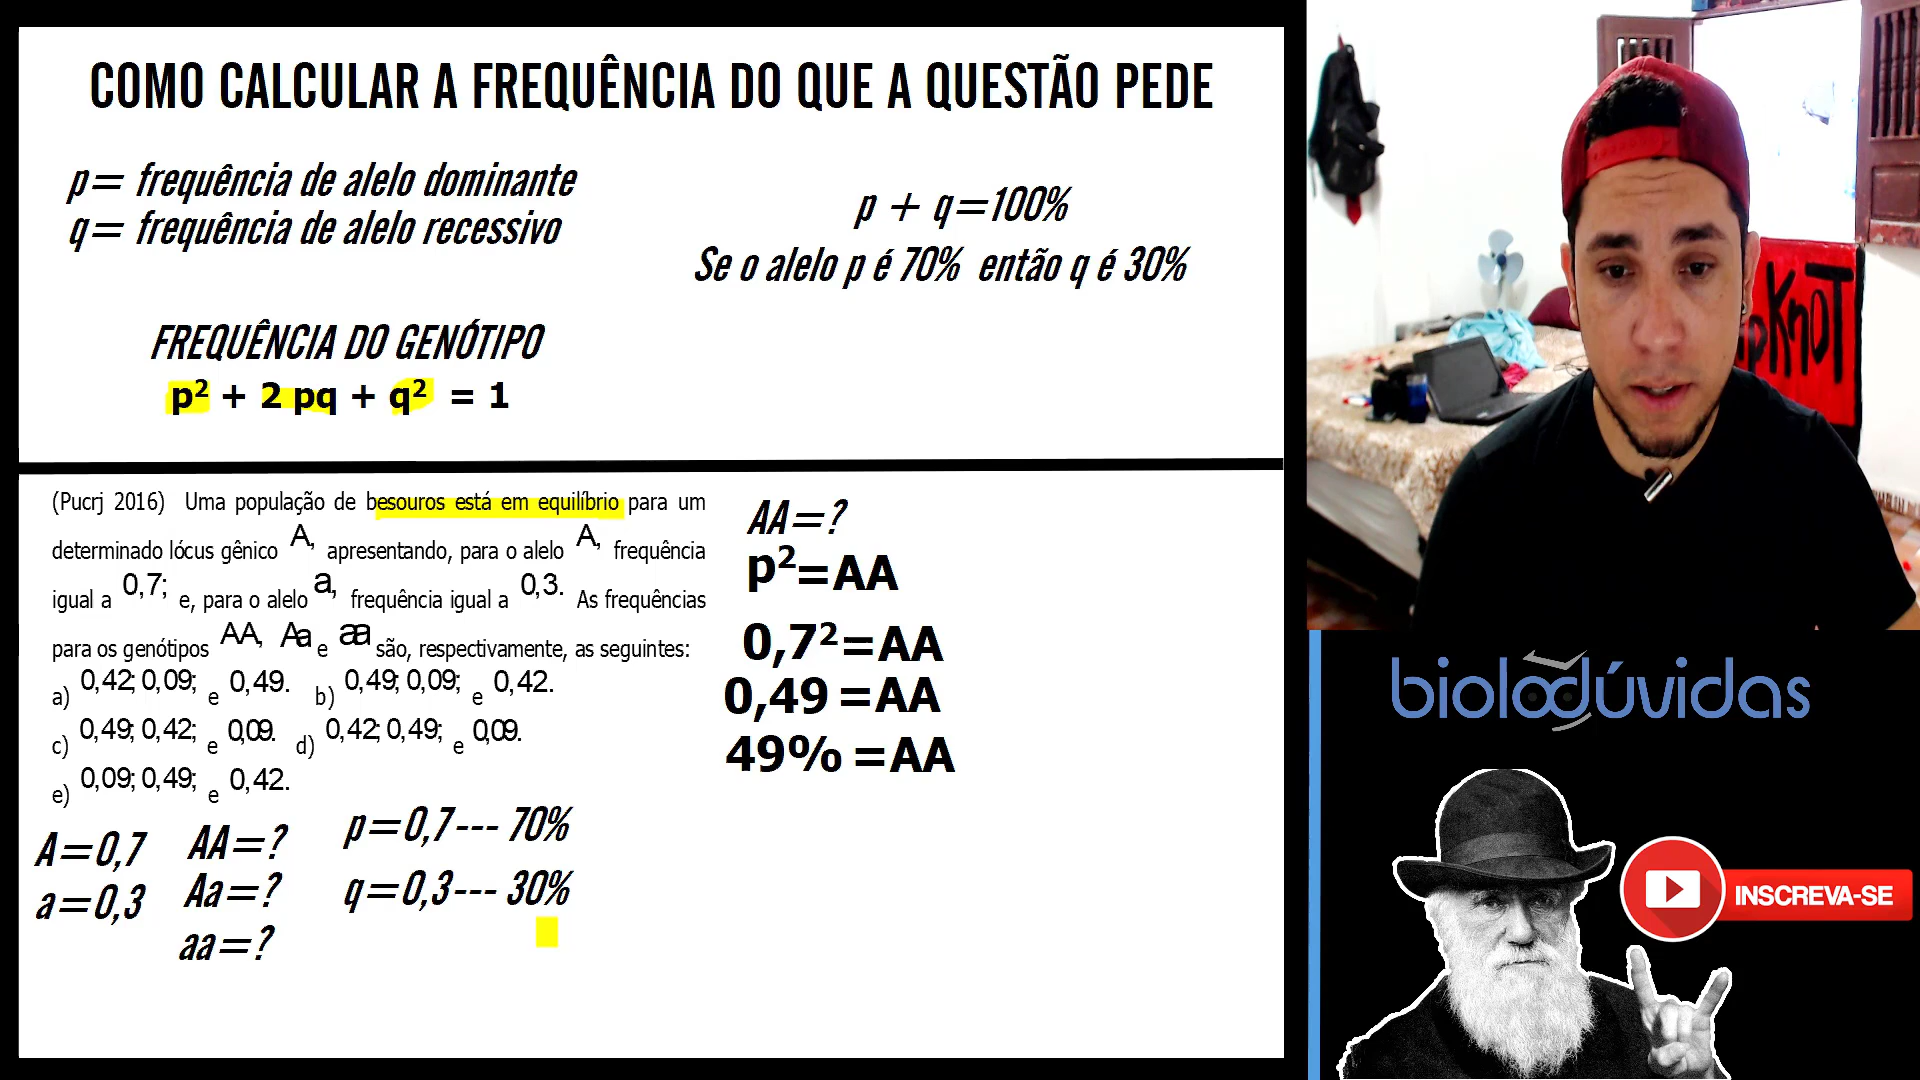 COMO CALCULAR A FREQUÊNCIA DO QUE A QUESTÃO PEDE
p= frequência de alelo dominante
q= frequência de alelo recessivo
p + q=100%
Se o alelo p é 70% então q é 30%
FREQUÊNCIA DO GENÓTIPO
p² + 2 pq + q² = 1
(Pucrj 2016) Uma população de besouros está em equilíbrio para um
determinado lócus gênico A, apresentando, para o alelo A, frequência
igual a 0,7; e, para o alelo a, frequência igual a 0,3. As frequências
para os genótipos AA, Aa e aa são, respectivamente, as seguintes:
a) 0,42; 0,09; e 0,49. b) 0,49; 0,09; e 0,42.
c) 0,49; 0,42; e 0,09. d) 0,42; 0,49; e 0,09.
e) 0,09; 0,49; e 0,42.
A=0,7
a=0,3
AA=?
Aa=?
aa=?
p=0,7--- 70%
q=0,3--- 30%
AA=?
p²=AA
0,7²=AA
0,49 =AA
49% =AA
pKnoT
biolodúvidas
INSCREVA-SE